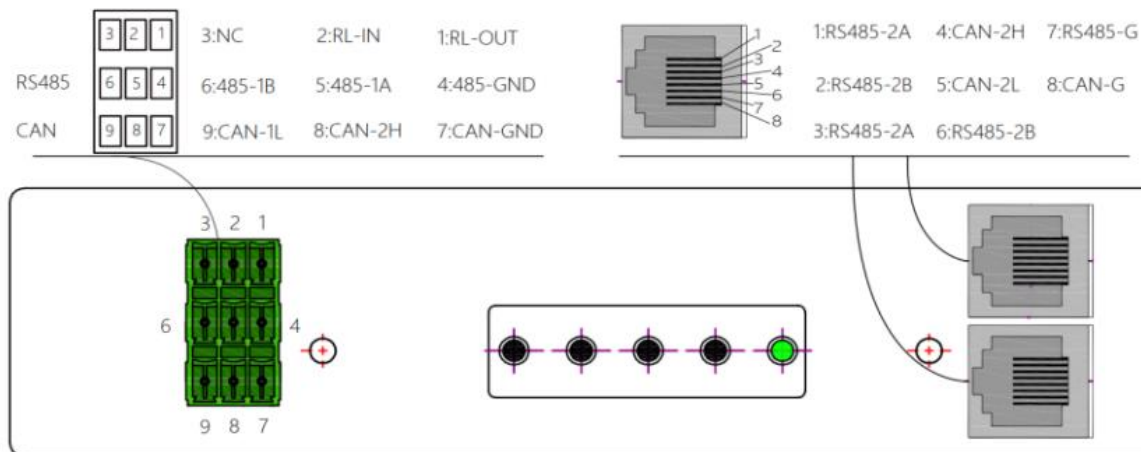 3 2 1 3:NC 2:RL-IN 1:RL-OUT
RS485 6 5 4 6:485-1B 5:485-1A 4:485-GND
CAN 9 8 7 9:CAN-1L 8:CAN-2H 7:CAN-GND
1
2
3
4
5
6
7
8
1:RS485-2A 4:CAN-2H 7:RS485-G
2:RS485-2B 5:CAN-2L 8:CAN-G
3:RS485-2A 6:RS485-2B
3 2 1
6 4
9 8 7